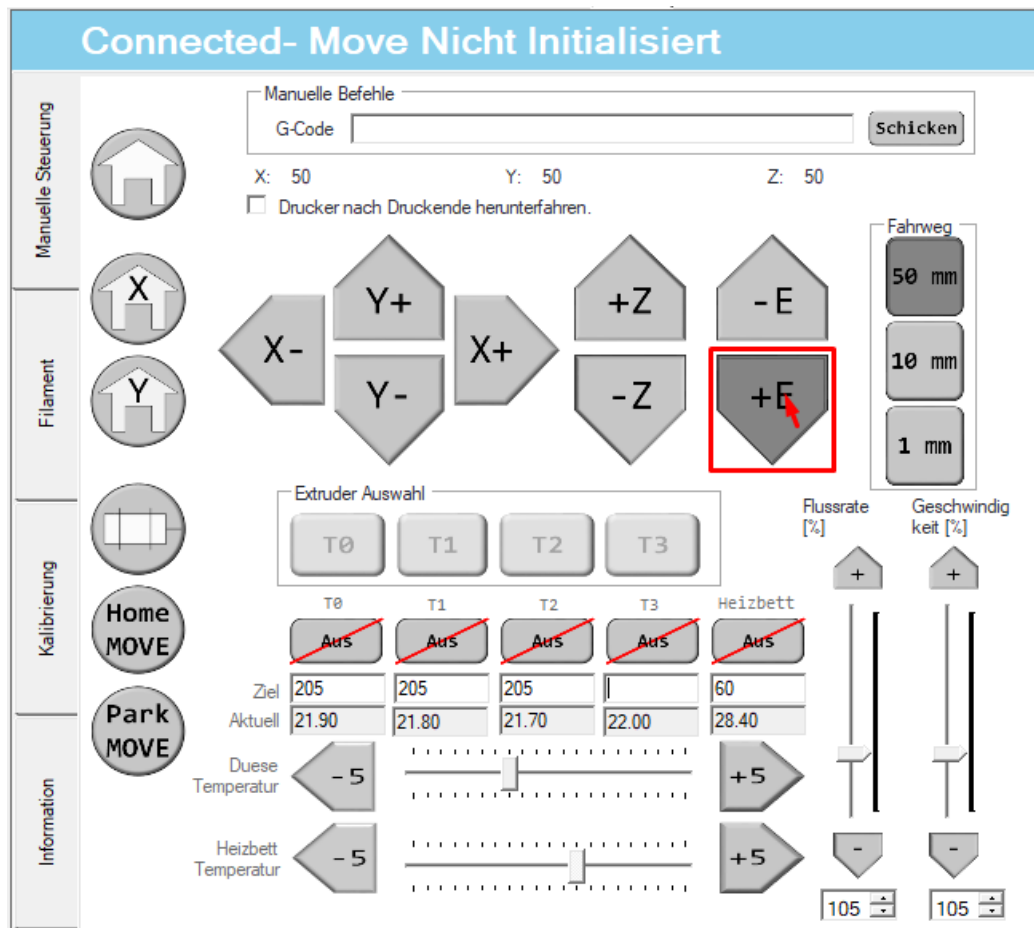 Connected- Move Nicht Initialisiert
Manuelle Steuerung
Filament
Kalibrierung
Information
Manuelle Befehle
G-Code
Schicken
X: 50 Y: 50 Z: 50
Drucker nach Druckende herunterfahren.
X
Y
Home
MOVE
Park
MOVE
X-
Y+
Y-
X+
+Z
-Z
-E
+E
Fahrweg
50 mm
10 mm
1 mm
Extruder Auswahl
T0 T1 T2 T3
T0 T1 T2 T3 Heizbett
Aus Aus Aus Aus Aus
Ziel 205 205 205 60
Aktuell 21.90 21.80 21.70 22.00 28.40
Duese
Temperatur
-5 +5
Heizbett
Temperatur
-5 +5
Flussrate
[%]
+
-
105
Geschwindig
keit [%]
+
-
105